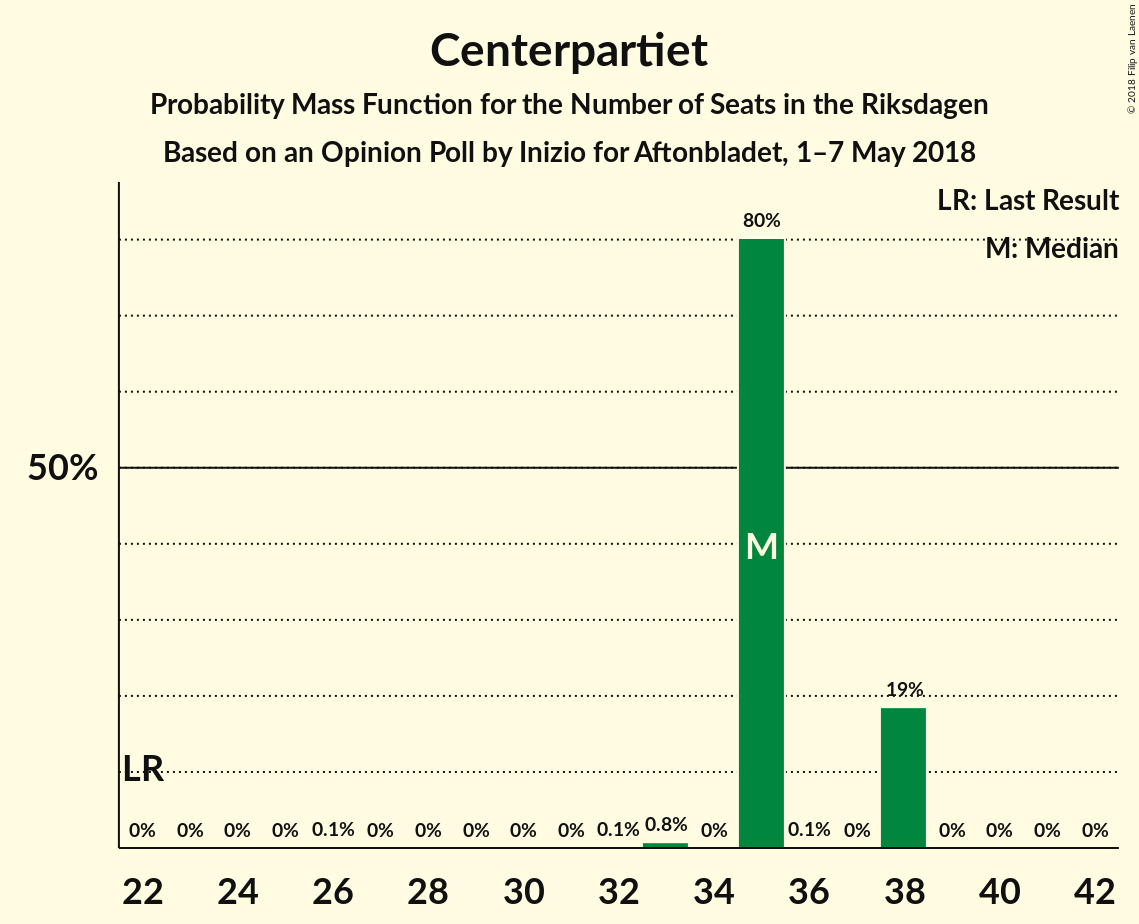 Centerpartiet
Probability Mass Function for the Number of Seats in the Riksdagen
Based on an Opinion Poll by Inizio for Aftonbladet, 1–7 May 2018
© 2018 Filip van Laenen
LR: Last Result
M: Median
80%
50%
M
19%
LR
0% 0% 0% 0% 0.1% 0% 0% 0% 0% 0% 0.1% 0.8% 0% 0.1% 0% 0% 0% 0% 0%
22 24 26 28 30 32 34 36 38 40 42